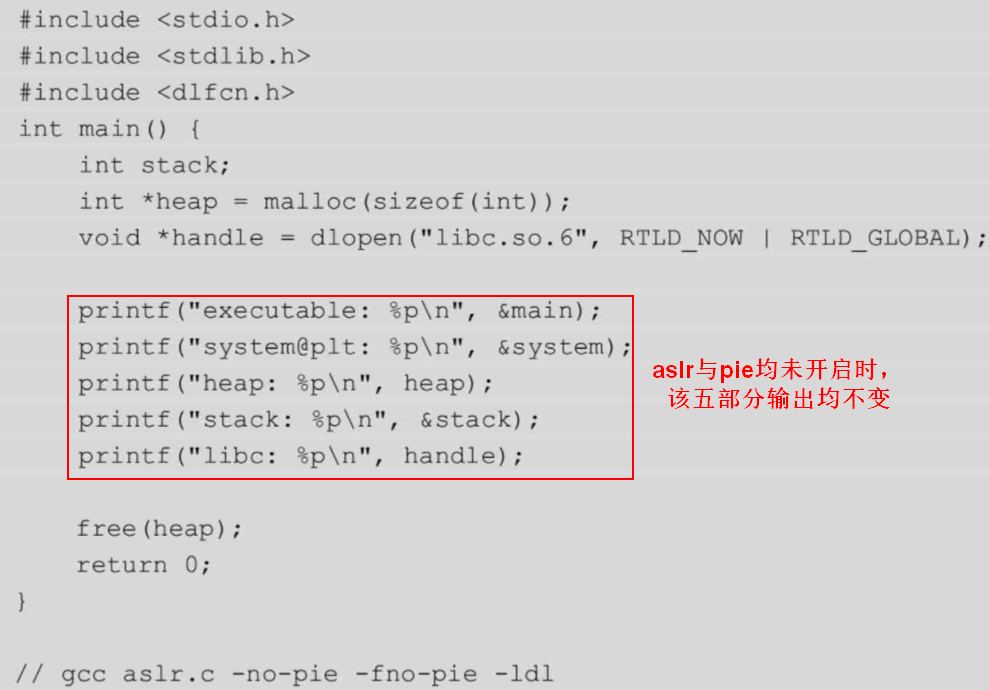 #include <stdio.h>
#include <stdlib.h>
#include <dlfcn.h>
int main() {
    int stack;
    int *heap = malloc(sizeof(int));
    void *handle = dlopen("libc.so.6", RTLD_NOW | RTLD_GLOBAL);
    printf("executable: %p\n", &main);
    printf("system@plt: %p\n", &system);
    printf("heap: %p\n", heap);
    printf("stack: %p\n", &stack);
    printf("libc: %p\n", handle);
aslr与pie均未开启时，
该五部分输出均不变
    free(heap);
    return 0;
}
// gcc aslr.c -no-pie -fno-pie -ldl